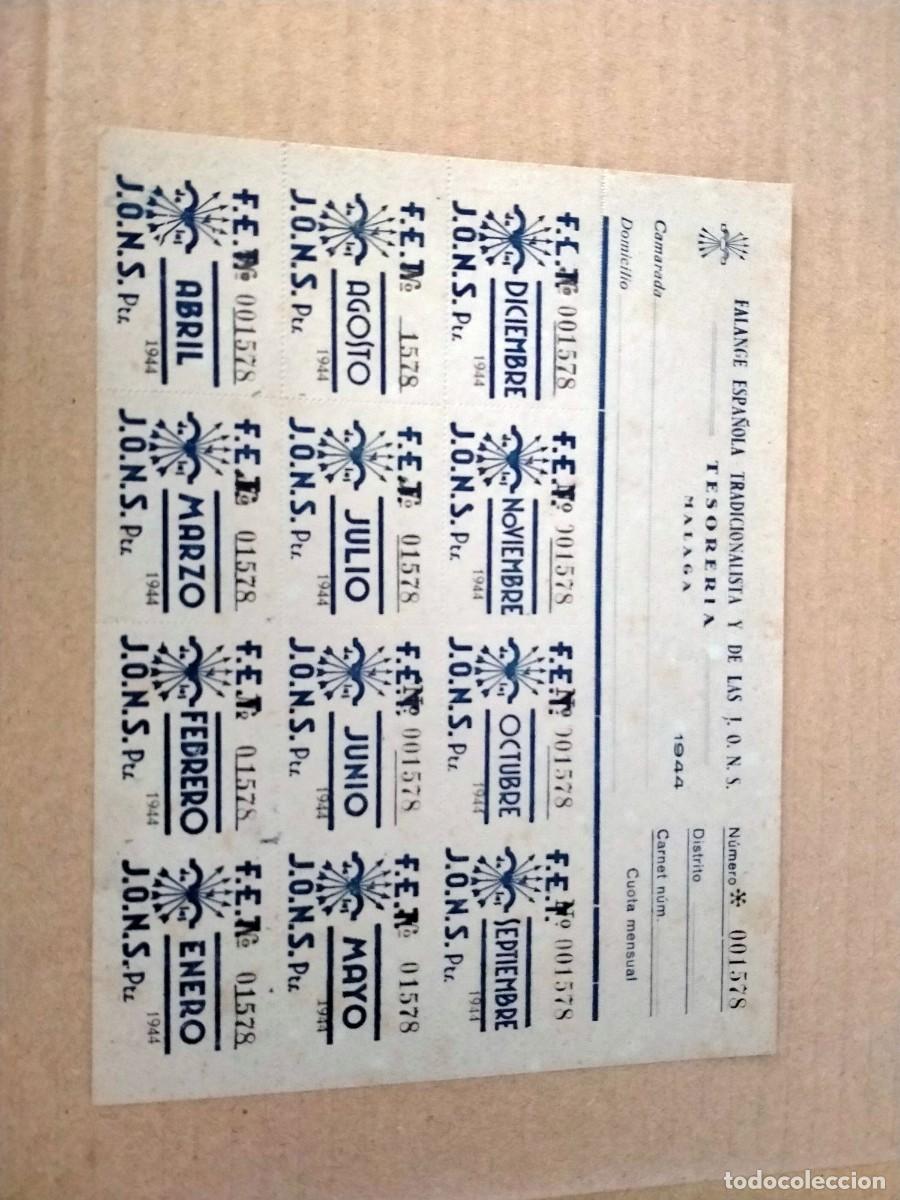 FALANGE ESPAÑOLA TRADICIONALISTA Y DE LAS J. O. N. S.
TESORERIA
MALAGA
1944
Número * 001578
Distrito
Carnet núm.
Cuota mensual
Camarada
Domicilio
F.E. Nº 001578
DICIEMBRE
J.O.N.S. Pts. 1944
F.E. Nº 001578
NOVIEMBRE
J.O.N.S. Pts. 1944
F.E.T. Nº 001578
OCTUBRE
J.O.N.S. Pts. 1944
F.E.T. Nº 001578
SEPTIEMBRE
J.O.N.S. Pts. 1944
F.E. Nº 1578
AGOSTO
J.O.N.S. Pts. 1944
F.E. Nº 01578
JULIO
J.O.N.S. Pts. 1944
F.E. Nº 001578
JUNIO
J.O.N.S. Pts. 1944
F.E. Nº 01578
MAYO
J.O.N.S. Pts. 1944
F.E. Nº 001578
ABRIL
J.O.N.S. Pts. 1944
F.E. Nº 01578
MARZO
J.O.N.S. Pts. 1944
F.E. Nº 01578
FEBRERO
J.O.N.S. Pts. 1944
F.E. Nº 01578
ENERO
J.O.N.S. Pts. 1944
todocoleccion